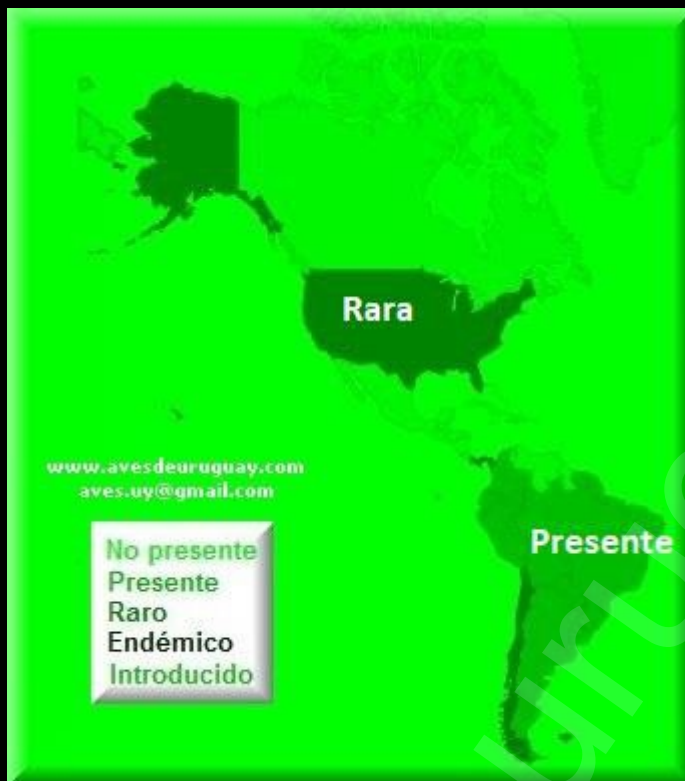 Rara
www.avesdeuruguay.com
aves.uy@gmail.com
Presente
No presente
Presente
Raro
Endémico
Introducido